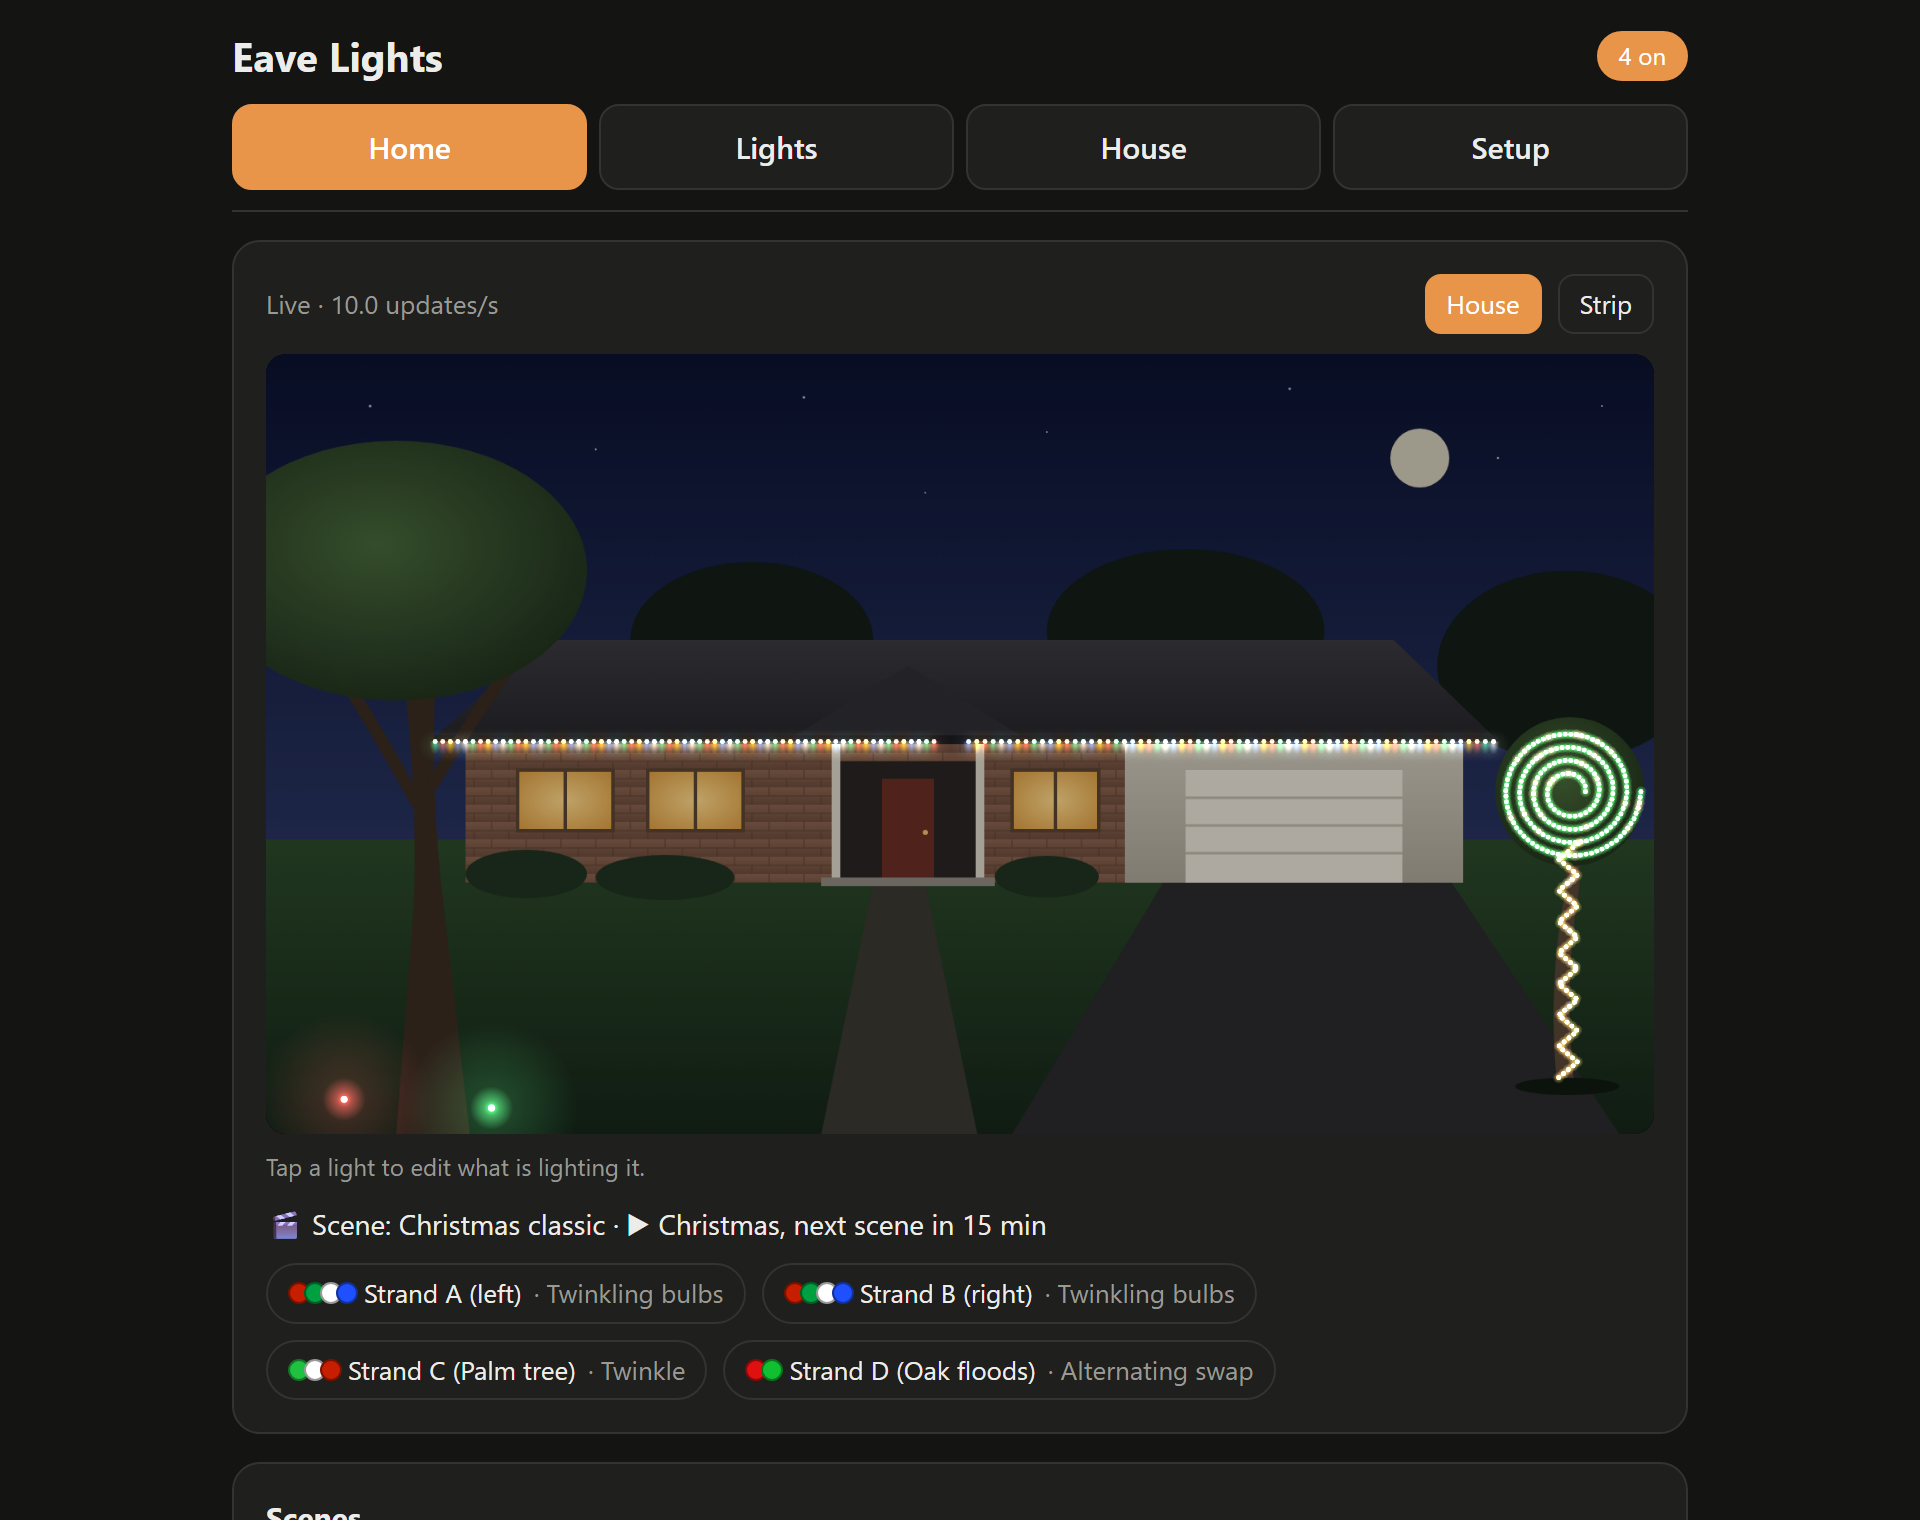 Eave Lights
4 on
Home
Lights
House
Setup
Live · 10.0 updates/s
House
Strip
Tap a light to edit what is lighting it.
🎬 Scene: Christmas classic · ▶ Christmas, next scene in 15 min
Strand A (left) · Twinkling bulbs
Strand B (right) · Twinkling bulbs
Strand C (Palm tree) · Twinkle
Strand D (Oak floods) · Alternating swap
Scenes